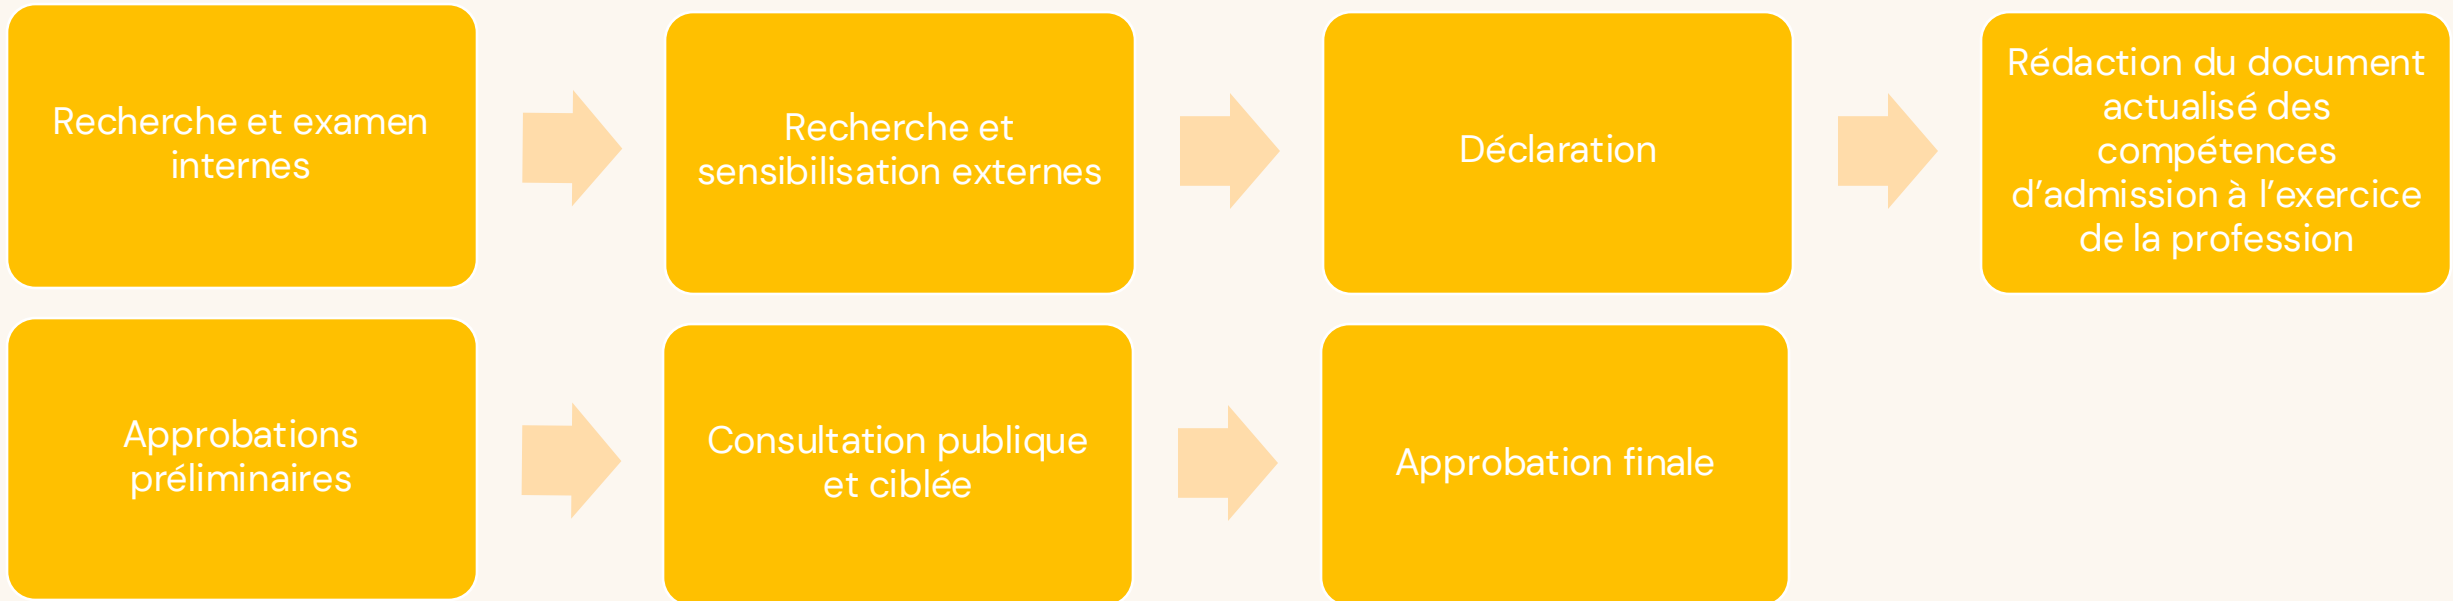 Recherche et examen
internes
Recherche et
sensibilisation externes
Déclaration
Rédaction du document
actualisé des
compétences
d’admission à l’exercice
de la profession
Approbations
préliminaires
Consultation publique
et ciblée
Approbation finale